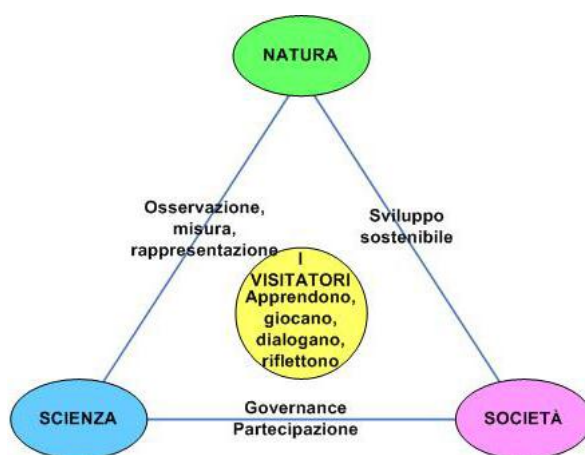 NATURA
Osservazione,
misura,
rappresentazione
Sviluppo
sostenibile
I
VISITATORI
Apprendono,
giocano,
dialogano,
riflettono
SCIENZA
Governance
Partecipazione
SOCIETÀ